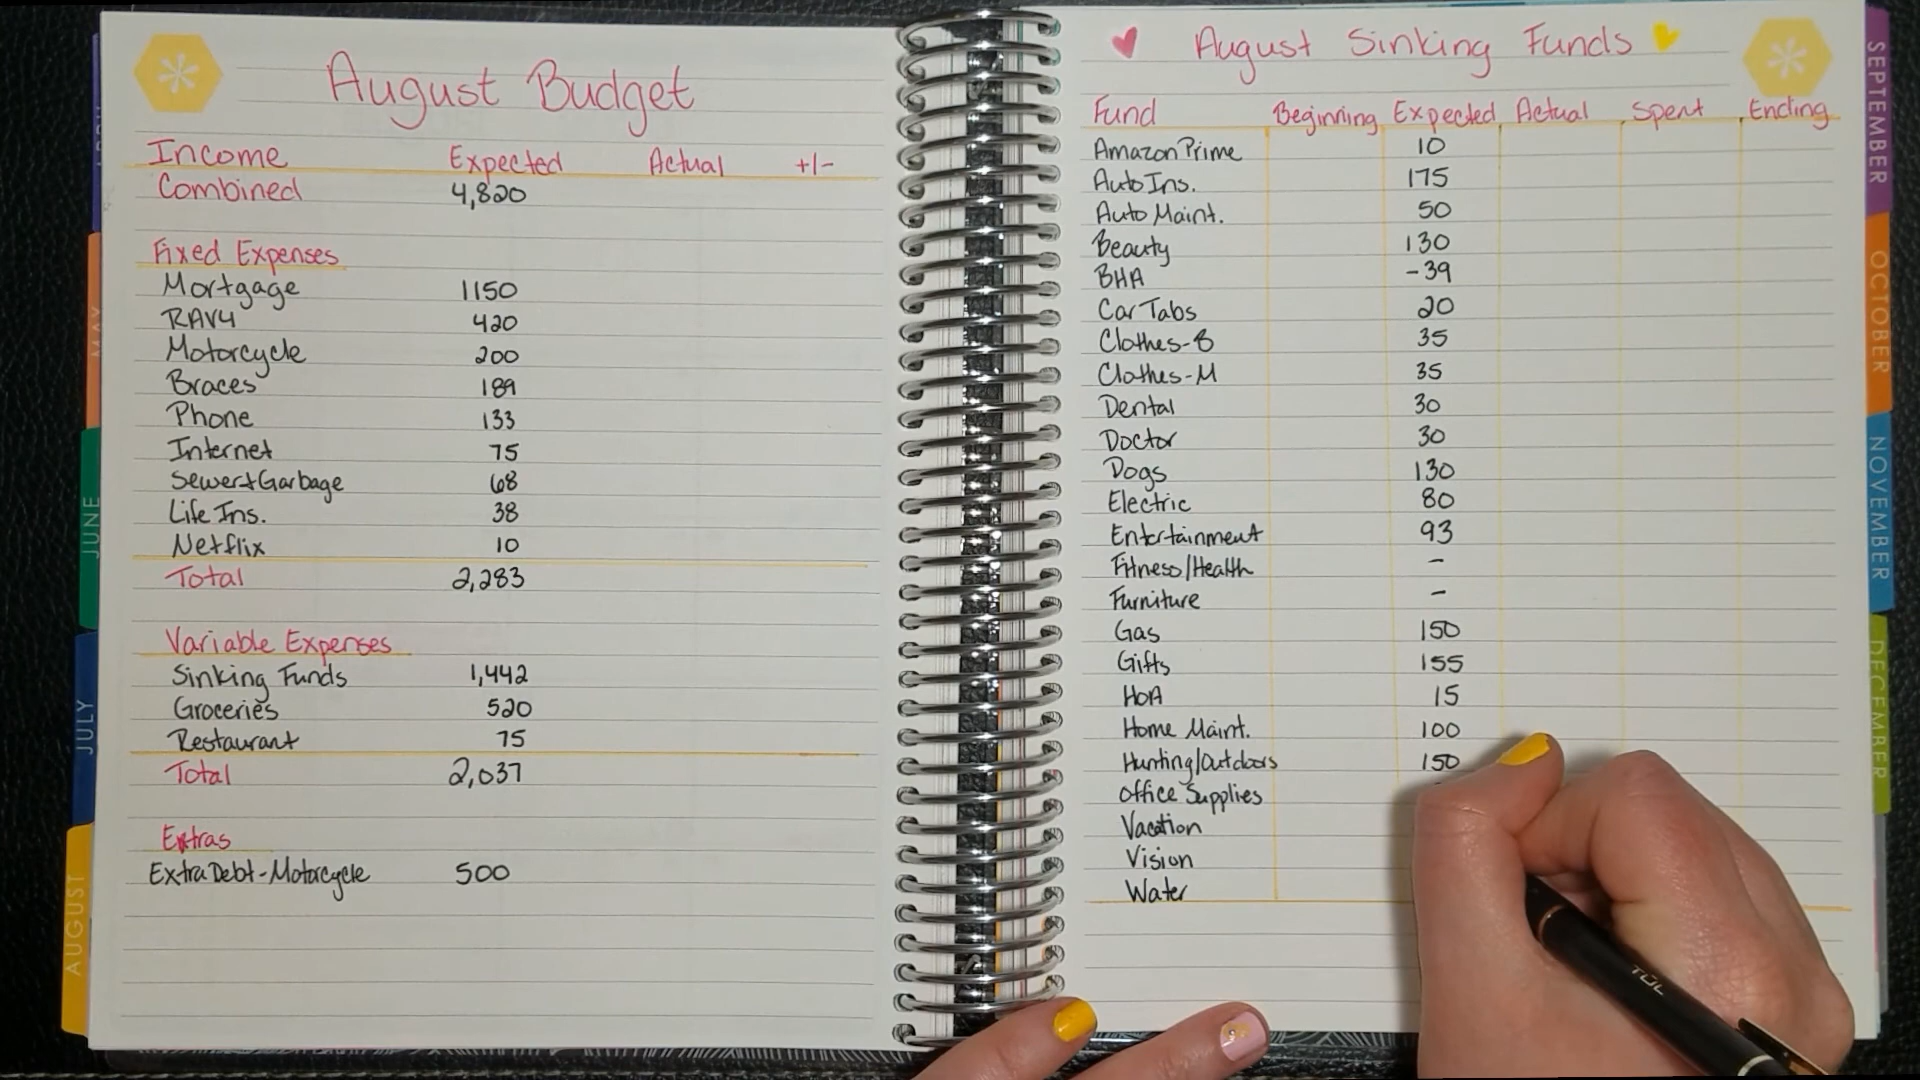 August Budget
Income Expected Actual +/-
Combined 4,820
Fixed Expenses
Mortgage 1150
RAV4 420
Motorcycle 200
Braces 189
Phone 133
Internet 75
Sewer+Garbage 68
Life Ins. 38
Netflix 10
Total 2,283
Variable Expenses
Sinking Funds 1,442
Groceries 520
Restaurant 75
Total 2,037
Extras
Extra Debt-Motorcycle 500
August Sinking Funds
Fund Beginning Expected Actual Spent Ending
Amazon Prime 10
Auto Ins. 175
Auto Maint. 50
Beauty 130
BHA -39
Car Tabs 20
Clothes-B 35
Clothes-M 35
Dental 30
Doctor 30
Dogs 130
Electric 80
Entertainment 93
Fitness/Health -
Furniture -
Gas 150
Gifts 155
HOA 15
Home Maint. 100
Hunting/Outdoors 150
Office Supplies
Vacation
Vision
Water
MAY
JUNE
JULY
AUGUST
SEPTEMBER
OCTOBER
NOVEMBER
DECEMBER
TUL